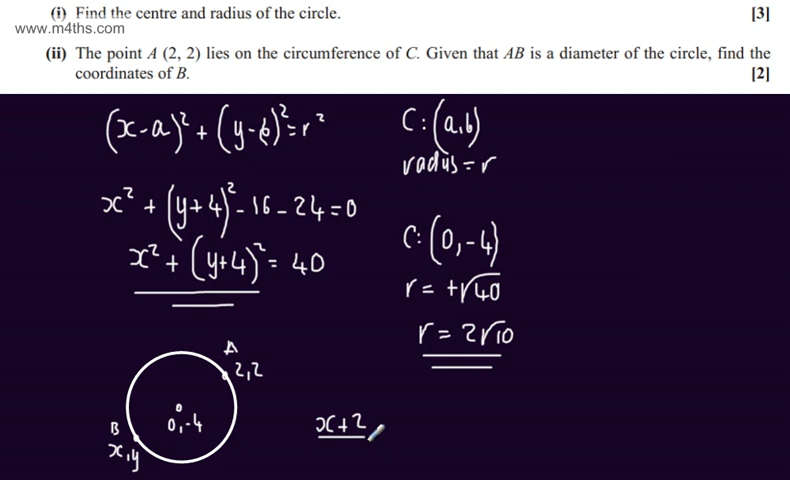 (i) Find the centre and radius of the circle. [3]
www.m4ths.com
(ii) The point A (2, 2) lies on the circumference of C. Given that AB is a diameter of the circle, find the
coordinates of B. [2]
(x-a)² + (y-b)² = r²
C: (a,b)
radius = r
x² + (y+4)² - 16 - 24 = 0
x² + (y+4)² = 40
C: (0,-4)
r = +√40
r = 2√10
A
2,2
0,-4
B
x,y
x+2